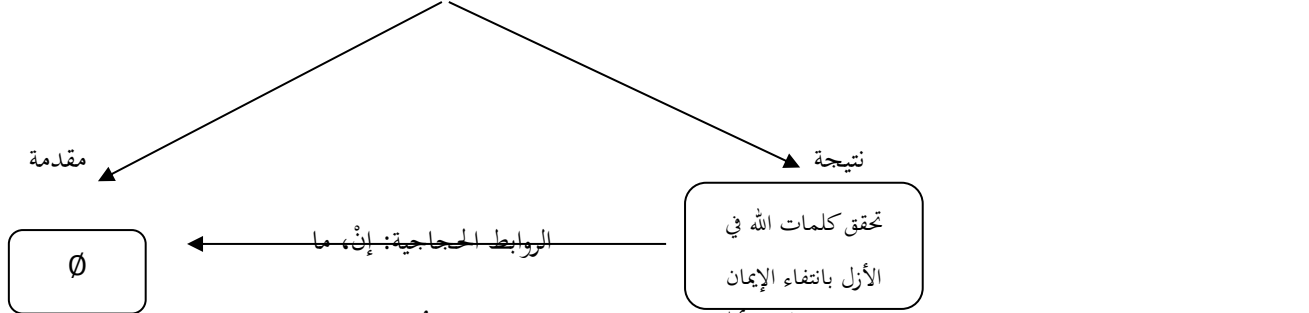 نتيجة
مقدمة
تحقق كلمات الله في
الأزل بانتفاء الإيمان
الروابط الحجاجية: إنْ، ما
Ø